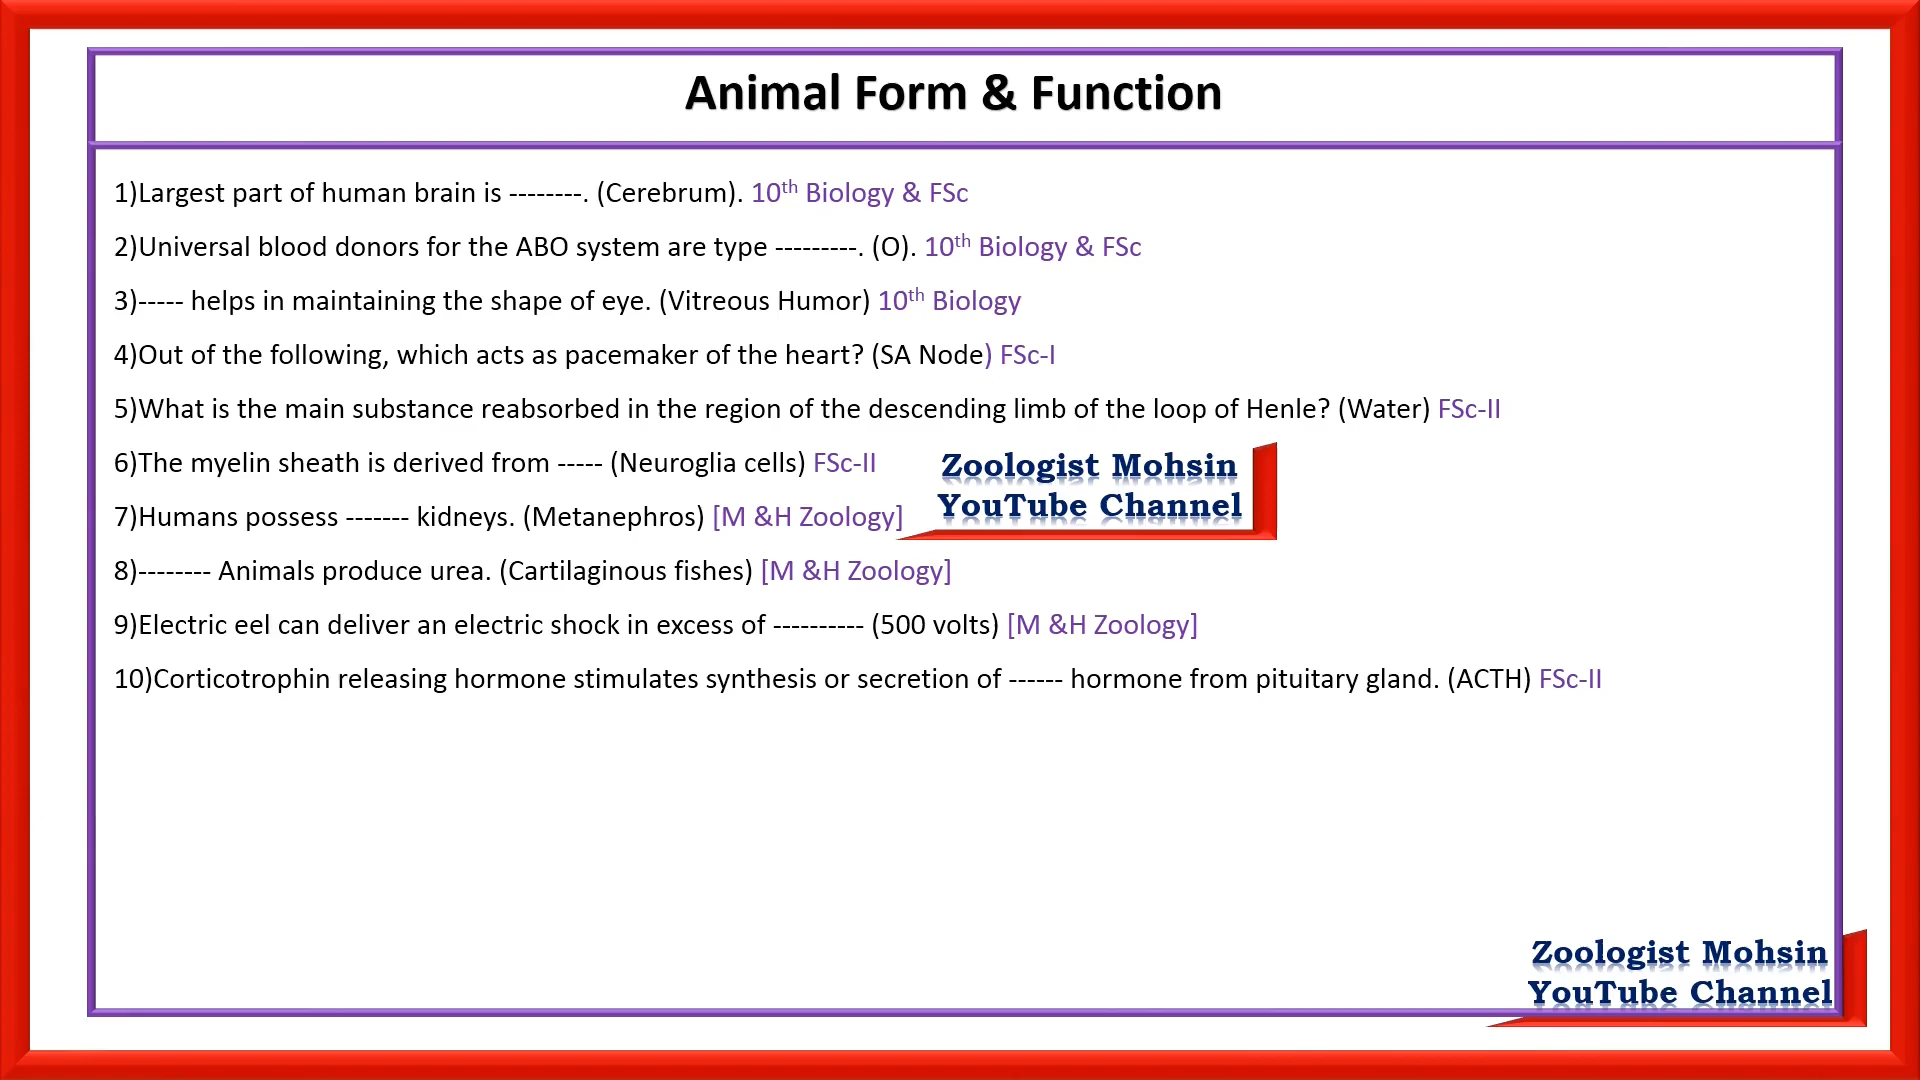 Animal Form & Function
1)Largest part of human brain is --------. (Cerebrum). 10th Biology & FSc
2)Universal blood donors for the ABO system are type ---------. (O). 10th Biology & FSc
3)----- helps in maintaining the shape of eye. (Vitreous Humor) 10th Biology
4)Out of the following, which acts as pacemaker of the heart? (SA Node) FSc-I
5)What is the main substance reabsorbed in the region of the descending limb of the loop of Henle? (Water) FSc-II
6)The myelin sheath is derived from ----- (Neuroglia cells) FSc-II
7)Humans possess ------- kidneys. (Metanephros) [M &H Zoology]
Zoologist Mohsin
YouTube Channel
8)-------- Animals produce urea. (Cartilaginous fishes) [M &H Zoology]
9)Electric eel can deliver an electric shock in excess of ---------- (500 volts) [M &H Zoology]
10)Corticotrophin releasing hormone stimulates synthesis or secretion of ------ hormone from pituitary gland. (ACTH) FSc-II
Zoologist Mohsin
YouTube Channel